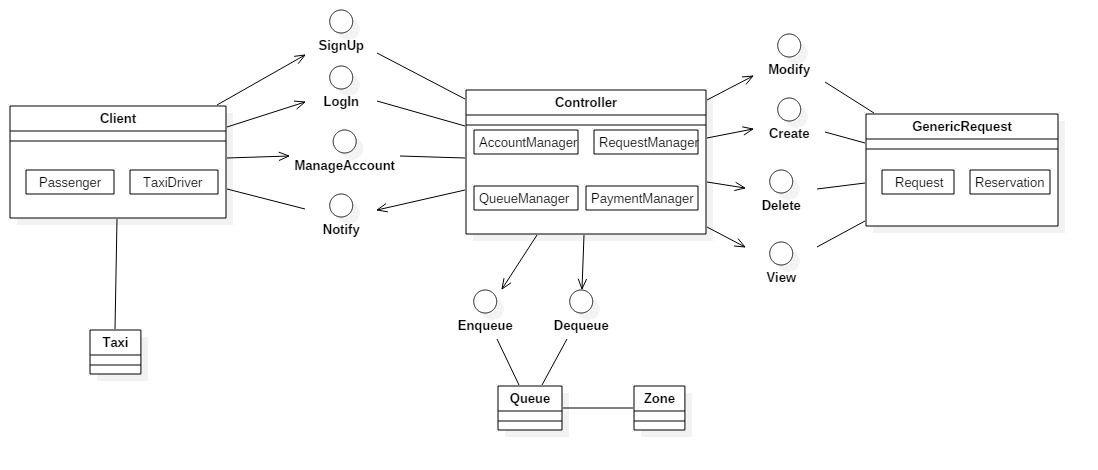 SignUp
LogIn
ManageAccount
Notify
Client
Passenger
TaxiDriver
Taxi
Controller
AccountManager
RequestManager
QueueManager
PaymentManager
Enqueue
Dequeue
Queue
Zone
Modify
Create
Delete
View
GenericRequest
Request
Reservation